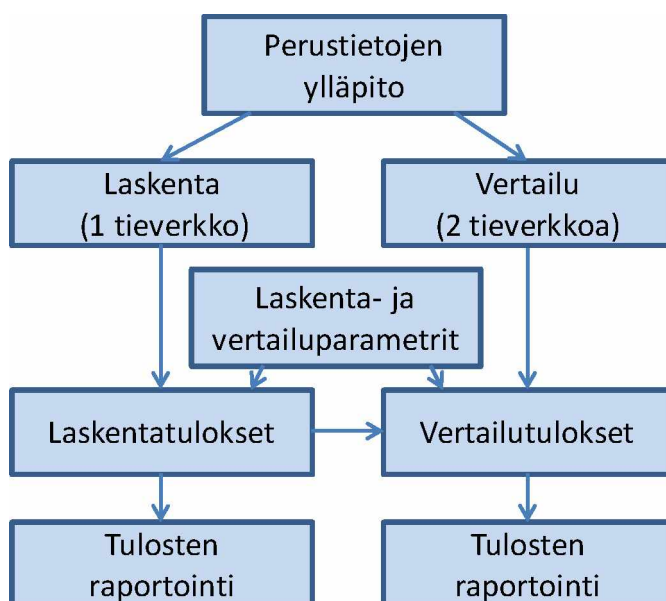 Perustietojen
ylläpito
Laskenta
(1 tieverkko)
Vertailu
(2 tieverkkoa)
Laskenta- ja
vertailuparametrit
Laskentatulokset
Vertailutulokset
Tulosten
raportointi
Tulosten
raportointi